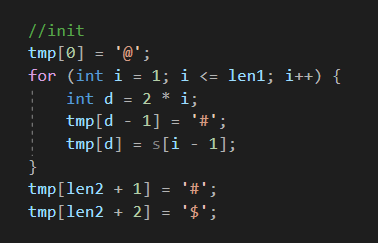 //init
tmp[0] = '@';
for (int i = 1; i <= len1; i++) {
    int d = 2 * i;
    tmp[d - 1] = '#';
    tmp[d] = s[i - 1];
}
tmp[len2 + 1] = '#';
tmp[len2 + 2] = '$';